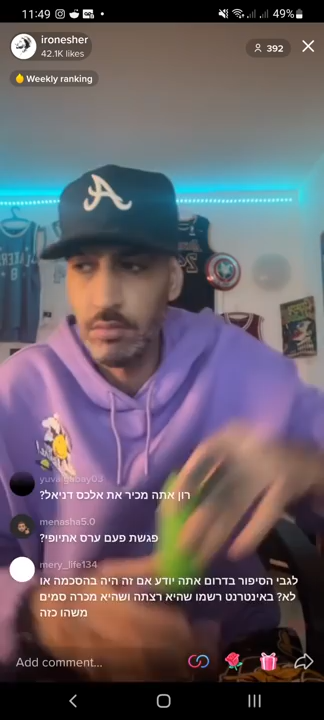 11:49
49%
ironesher
42.1K likes
392
Weekly ranking
A
רון אתה מכיר את אלכס דניאל?
menasha5.0
פגשת פעם ערס אתיופי?
mery_life134
לגבי הסיפור בדרום אתה יודע אם זה היה בהסכמה או
לא? באינטרנט רשמו שהיא רצתה ושהיא מכרה סמים
משהו כזה
Add comment...